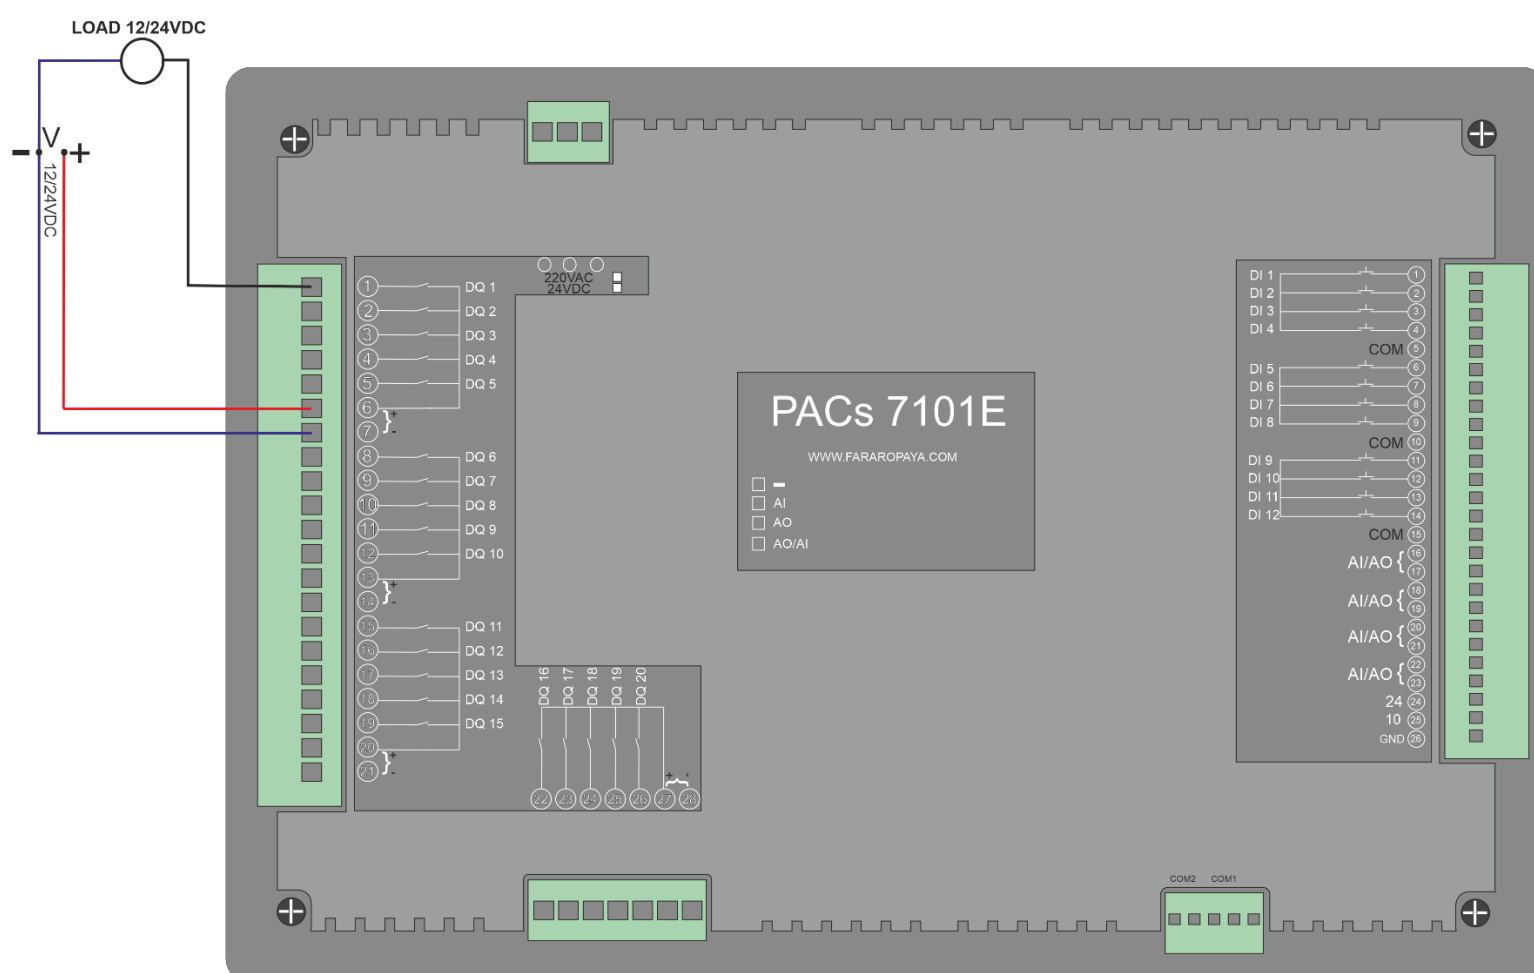 LOAD 12/24VDC
- V +
12/24VDC
220VAC
24VDC
1 DQ 1
2 DQ 2
3 DQ 3
4 DQ 4
5 DQ 5
6 +
7 -
8 DQ 6
9 DQ 7
10 DQ 8
11 DQ 9
12 DQ 10
13 +
14 -
15 DQ 11
16 DQ 12
17 DQ 13
18 DQ 14
19 DQ 15
20 +
21 -
DQ 16
DQ 17
DQ 18
DQ 19
DQ 20
+ -
22 23 24 25 26 27 28
PACs 7101E
WWW.FARAROPAYA.COM
-
AI
AO
AO/AI
DI 1 1
DI 2 2
DI 3 3
DI 4 4
COM 5
DI 5 6
DI 6 7
DI 7 8
DI 8 9
COM 10
DI 9 11
DI 10 12
DI 11 13
DI 12 14
COM 15
AI/AO { 16
17
AI/AO { 18
19
AI/AO { 20
21
AI/AO { 22
23
24 24
10 25
GND 26
COM2 COM1